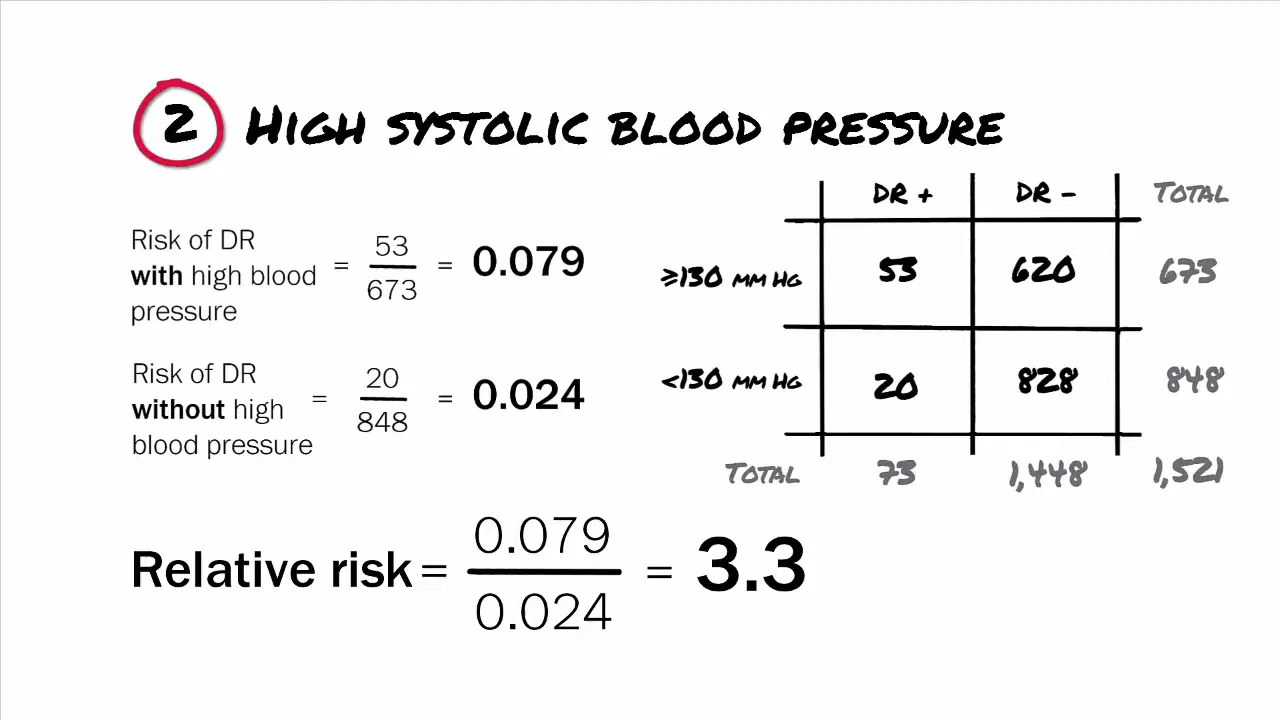 2 HIGH SYSTOLIC BLOOD PRESSURE
Risk of DR
with high blood
pressure
= 53/673 = 0.079
Risk of DR
without high
blood pressure
= 20/848 = 0.024
DR + DR - TOTAL
≥130 MM HG 53 620 673
<130 MM HG 20 828 848
TOTAL 73 1,448 1,521
Relative risk = 0.079/0.024 = 3.3